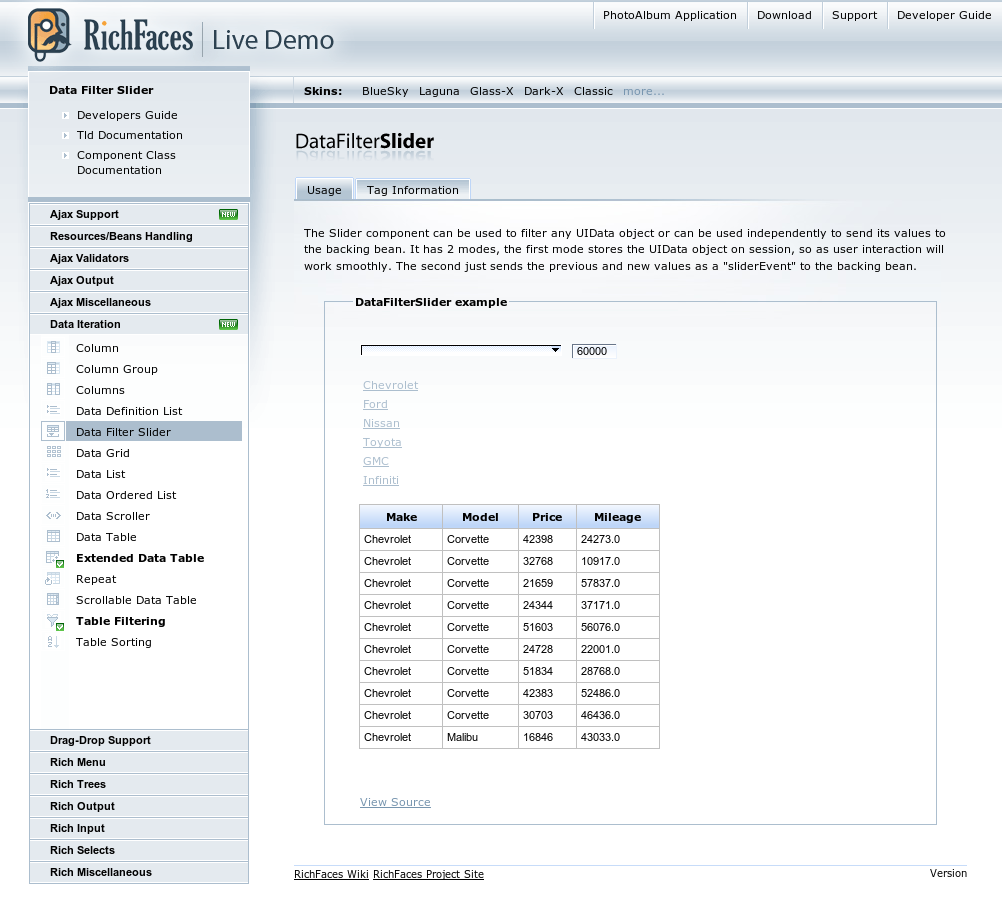 PhotoAlbum Application Download Support Developer Guide
RichFaces Live Demo
Skins: BlueSky Laguna Glass-X Dark-X Classic more...
Data Filter Slider
Developers Guide
Tld Documentation
Component Class
Documentation
Ajax Support NEW
Resources/Beans Handling
Ajax Validators
Ajax Output
Ajax Miscellaneous
Data Iteration NEW
Column
Column Group
Columns
Data Definition List
Data Filter Slider
Data Grid
Data List
Data Ordered List
Data Scroller
Data Table
Extended Data Table
Repeat
Scrollable Data Table
Table Filtering
Table Sorting
Drag-Drop Support
Rich Menu
Rich Trees
Rich Output
Rich Input
Rich Selects
Rich Miscellaneous
DataFilterSlider
Usage Tag Information
The Slider component can be used to filter any UIData object or can be used independently to send its values to
the backing bean. It has 2 modes, the first mode stores the UIData object on session, so as user interaction will
work smoothly. The second just sends the previous and new values as a "sliderEvent" to the backing bean.
DataFilterSlider example
60000
Chevrolet
Ford
Nissan
Toyota
GMC
Infiniti
Make Model Price Mileage
Chevrolet Corvette 42398 24273.0
Chevrolet Corvette 32768 10917.0
Chevrolet Corvette 21659 57837.0
Chevrolet Corvette 24344 37171.0
Chevrolet Corvette 51603 56076.0
Chevrolet Corvette 24728 22001.0
Chevrolet Corvette 51834 28768.0
Chevrolet Corvette 42383 52486.0
Chevrolet Corvette 30703 46436.0
Chevrolet Malibu 16846 43033.0
View Source
RichFaces Wiki RichFaces Project Site Version